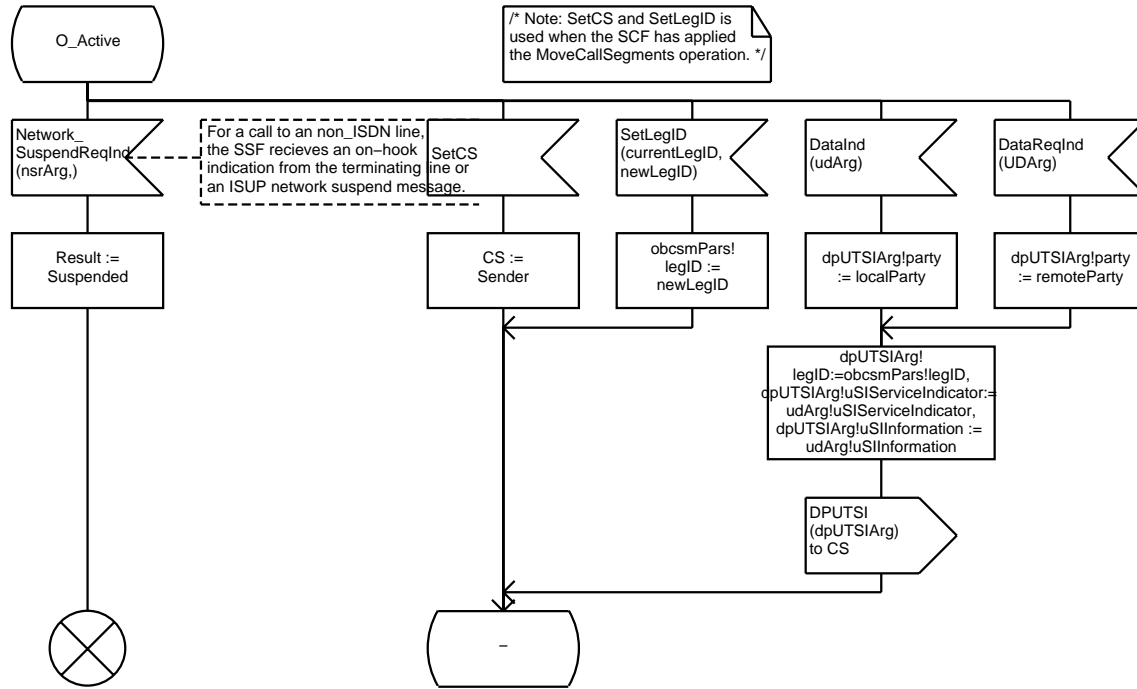 O_Active
/* Note: SetCS and SetLegID is
used when the SCF has applied
the MoveCallSegments operation. */
Network_
SuspendReqInd
(nsrArg,)
For a call to an non_ISDN line,
the SSF recieves an on−hook
indication from the terminating line or
an ISUP network suspend message.
SetCS
SetLegID
(currentLegID,
newLegID)
DataInd
(udArg)
DataReqInd
(UDArg)
Result :=
Suspended
CS :=
Sender
obcsmPars!
legID :=
newLegID
dpUTSIArg!party
:= localParty
dpUTSIArg!party
:= remoteParty
dpUTSIArg!
legID:=obcsmPars!legID,
dpUTSIArg!uSIServiceIndicator:=
udArg!uSIServiceIndicator,
dpUTSIArg!uSIInformation :=
udArg!uSIInformation
DPUTSI
(dpUTSIArg)
to CS
−